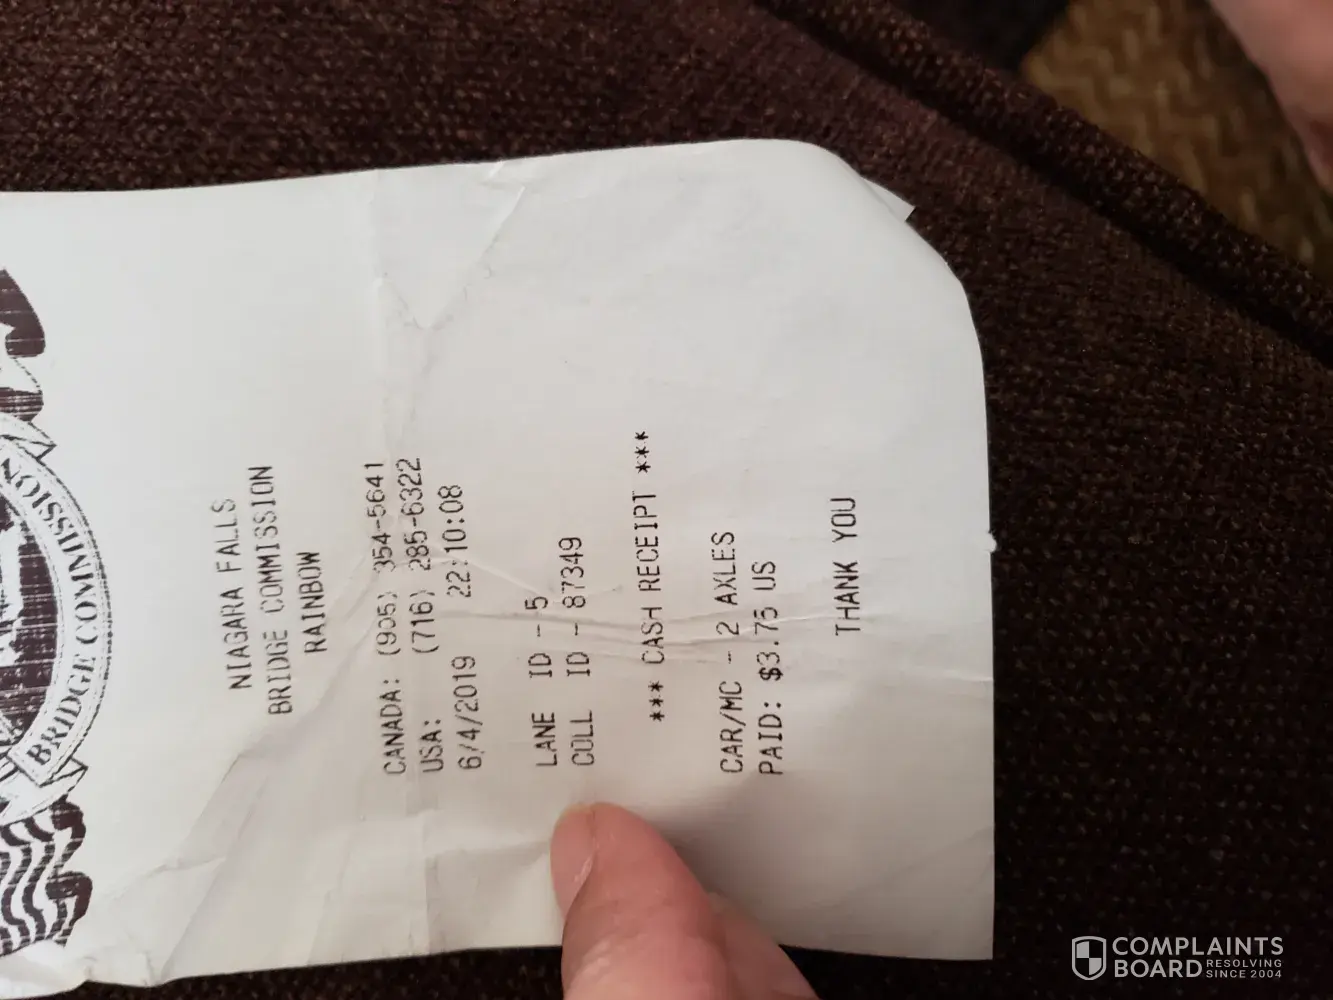 BRIDGE COMMISSION
NIAGARA FALLS
BRIDGE COMMISSION
RAINBOW
CANADA: (905) 354-5641
USA: (716) 285-6322
6/4/2019 22:10:08
LANE ID - 5
COLL ID - 87349
*** CASH RECEIPT ***
CAR/MC - 2 AXLES
PAID: $3.75 US
THANK YOU
COMPLAINTS
BOARD RESOLVING
SINCE 2004